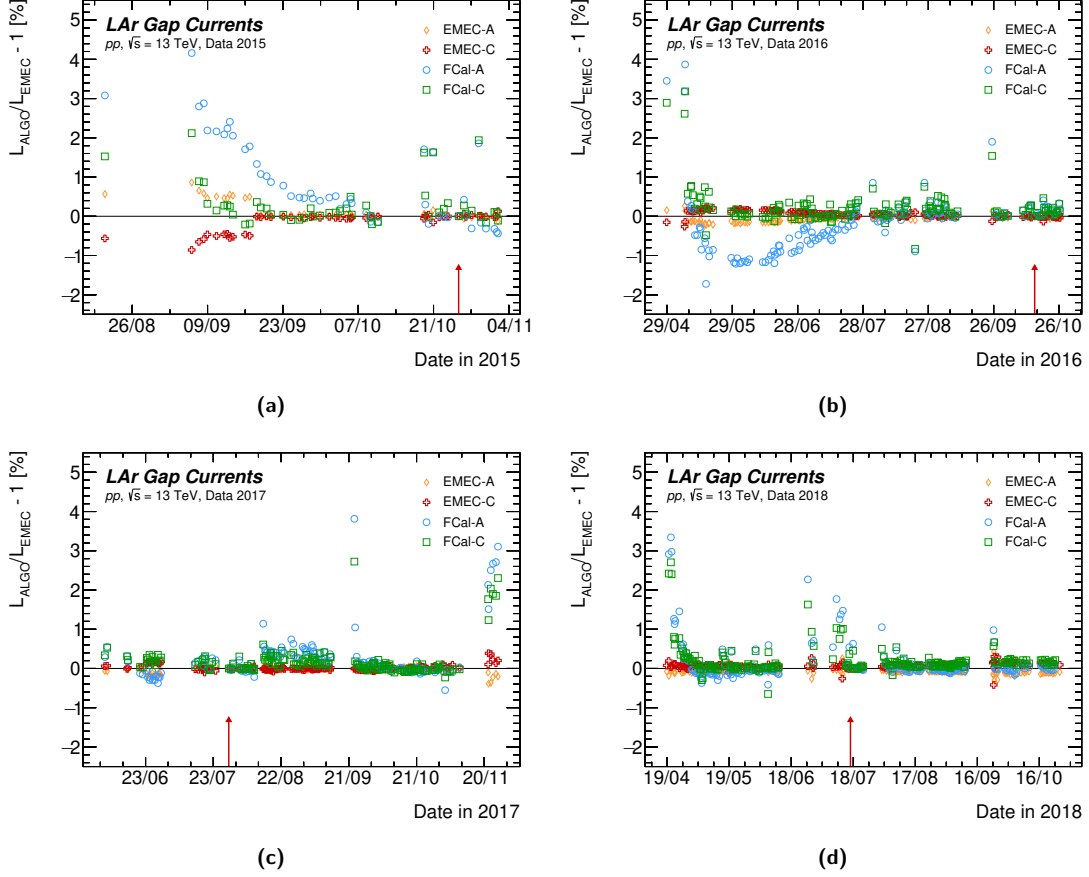 L_ALGO/L_EMEC - 1 [%]
LAr Gap Currents
pp, √s = 13 TeV, Data 2015
EMEC-A
EMEC-C
FCal-A
FCal-C
5
4
3
2
1
0
−1
−2
26/08 09/09 23/09 07/10 21/10 04/11
Date in 2015
(a)
L_ALGO/L_EMEC - 1 [%]
LAr Gap Currents
pp, √s = 13 TeV, Data 2016
EMEC-A
EMEC-C
FCal-A
FCal-C
5
4
3
2
1
0
−1
−2
29/04 29/05 28/06 28/07 27/08 26/09 26/10
Date in 2016
(b)
L_ALGO/L_EMEC - 1 [%]
LAr Gap Currents
pp, √s = 13 TeV, Data 2017
EMEC-A
EMEC-C
FCal-A
FCal-C
5
4
3
2
1
0
−1
−2
23/06 23/07 22/08 21/09 21/10 20/11
Date in 2017
(c)
L_ALGO/L_EMEC - 1 [%]
LAr Gap Currents
pp, √s = 13 TeV, Data 2018
EMEC-A
EMEC-C
FCal-A
FCal-C
5
4
3
2
1
0
−1
−2
19/04 19/05 18/06 18/07 17/08 16/09 16/10
Date in 2018
(d)